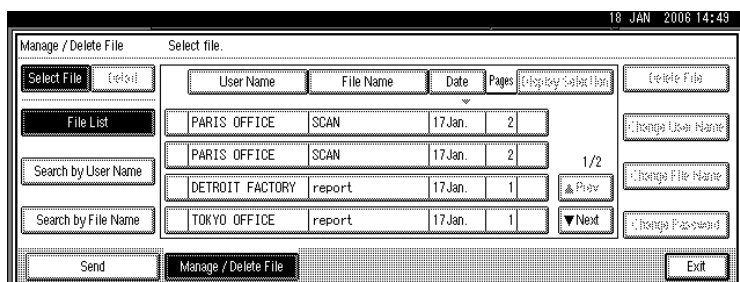 18 JAN 2006 14:49
Manage / Delete File Select file.
Select File Detail
User Name File Name Date Pages Display Selection Delete File
File List
PARIS OFFICE SCAN 17Jan. 2
Change User Name
PARIS OFFICE SCAN 17Jan. 2
1/2
Search by User Name
Change File Name
DETROIT FACTORY report 17Jan. 1 ▲Prev.
Search by File Name TOKYO OFFICE report 17Jan. 1 ▼Next Change Password
Send Manage / Delete File Exit